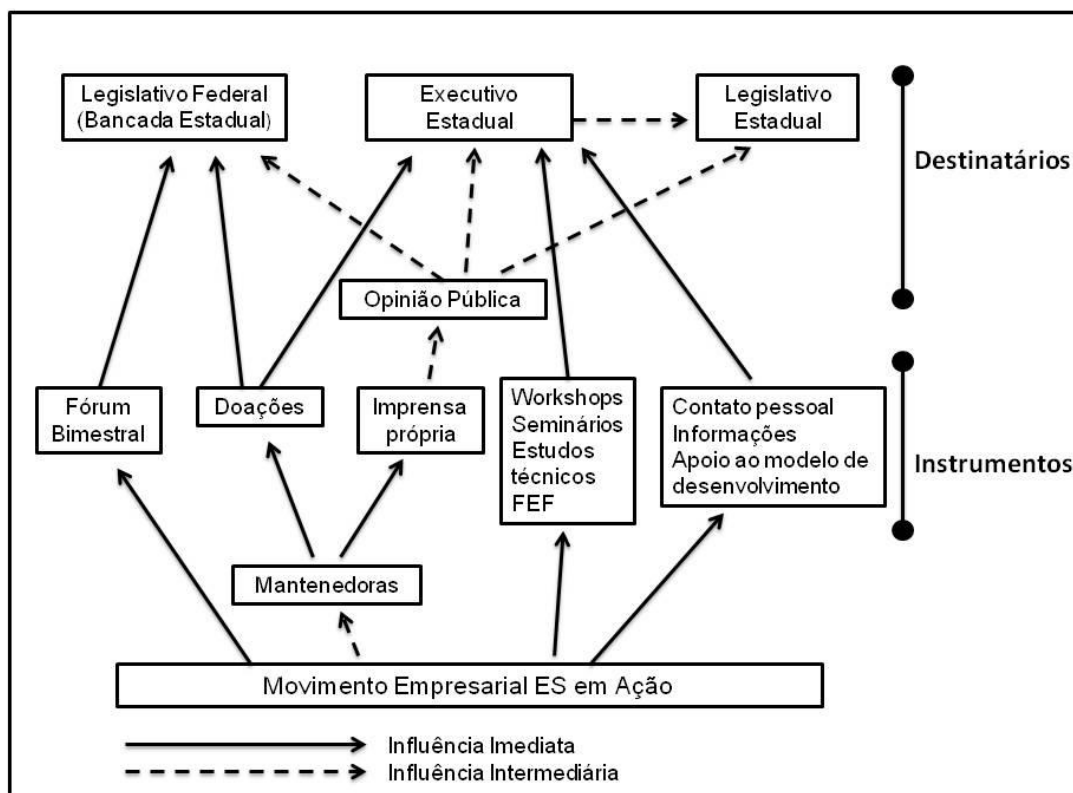 Legislativo Federal
(Bancada Estadual)
Executivo
Estadual
Legislativo
Estadual
Destinatários
Opinião Pública
Fórum
Bimestral
Doações
Imprensa
própria
Workshops
Seminários
Estudos
técnicos
FEF
Contato pessoal
Informações
Apoio ao modelo de
desenvolvimento
Instrumentos
Mantenedoras
Movimento Empresarial ES em Ação
Influência Imediata
Influência Intermediária